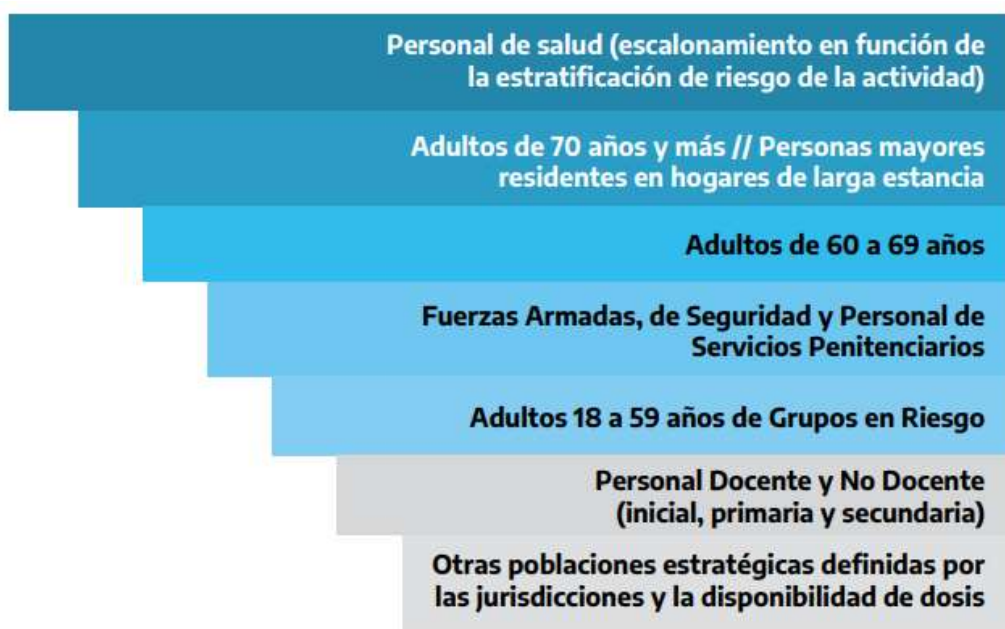 Personal de salud (escalonamiento en función de
la estratificación de riesgo de la actividad)
Adultos de 70 años y más // Personas mayores
residentes en hogares de larga estancia
Adultos de 60 a 69 años
Fuerzas Armadas, de Seguridad y Personal de
Servicios Penitenciarios
Adultos 18 a 59 años de Grupos en Riesgo
Personal Docente y No Docente
(inicial, primaria y secundaria)
Otras poblaciones estratégicas definidas por
las jurisdicciones y la disponibilidad de dosis